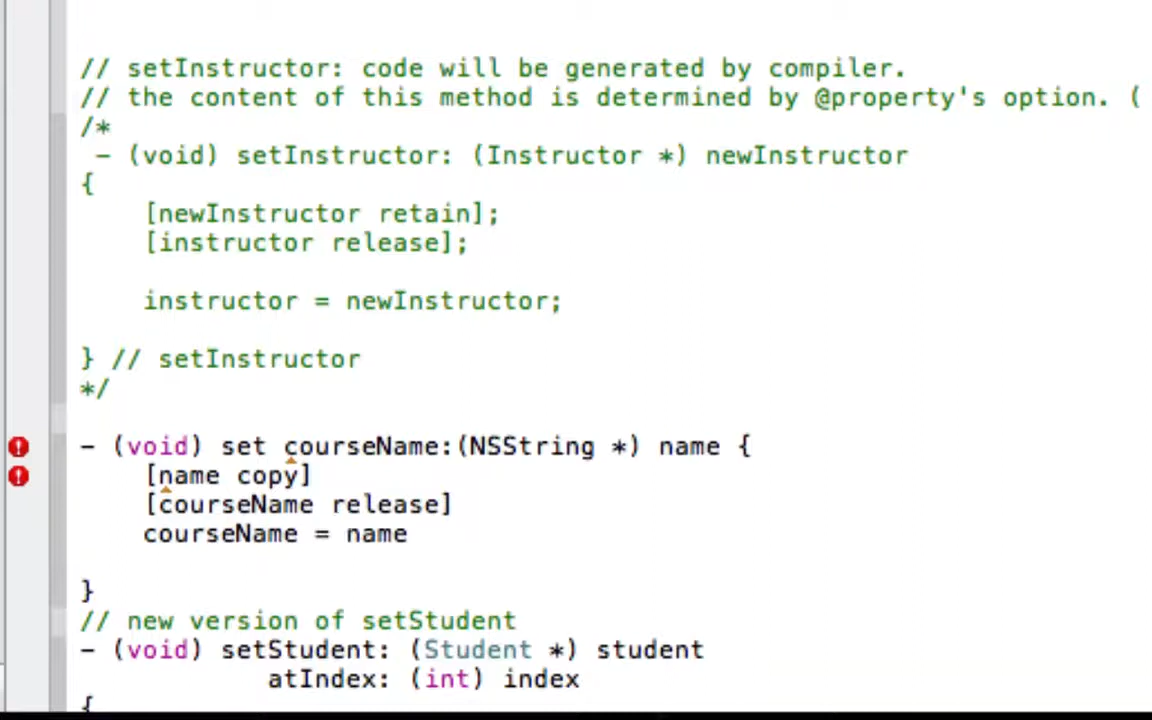 // setInstructor: code will be generated by compiler.
// the content of this method is determined by @property's option. (
/*
- (void) setInstructor: (Instructor *) newInstructor
{
[newInstructor retain];
[instructor release];
instructor = newInstructor;
} // setInstructor
*/
- (void) set courseName:(NSString *) name {
[name copy]
[courseName release]
courseName = name
}
// new version of setStudent
- (void) setStudent: (Student *) student
atIndex: (int) index
{